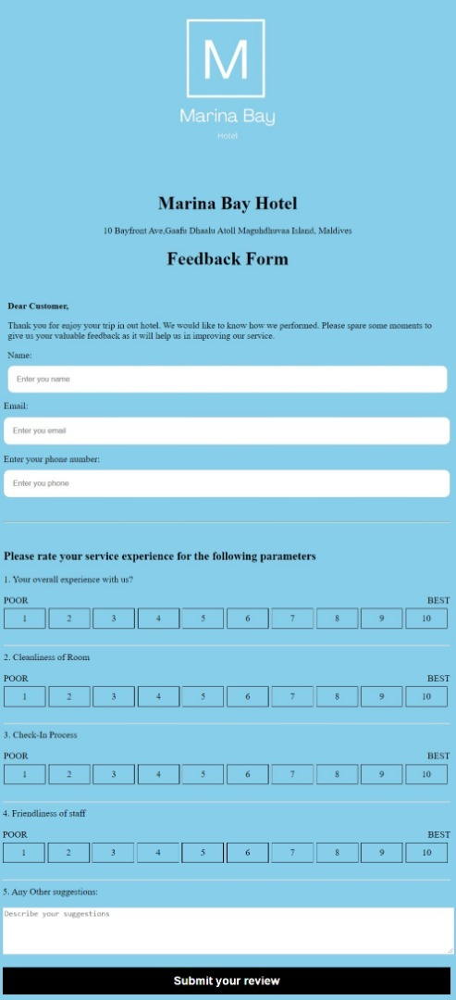 M
Marina Bay
Hotel
Marina Bay Hotel
10 Bayfront Ave,Gaafu Dhaalu Atoll Maguhdhuvaa Island, Maldives
Feedback Form
Dear Customer,
Thank you for enjoy your trip in out hotel. We would like to know how we performed. Please spare some moments to
give us your valuable feedback as it will help us in improving our service.
Name:
Enter you name
Email:
Enter you email
Enter your phone number:
Enter you phone
Please rate your service experience for the following parameters
1. Your overall experience with us?
POOR BEST
1 2 3 4 5 6 7 8 9 10
2. Cleanliness of Room
POOR BEST
1 2 3 4 5 6 7 8 9 10
3. Check-In Process
POOR BEST
1 2 3 4 5 6 7 8 9 10
4. Friendliness of staff
POOR BEST
1 2 3 4 5 6 7 8 9 10
5. Any Other suggestions:
Describe your suggestions
Submit your review